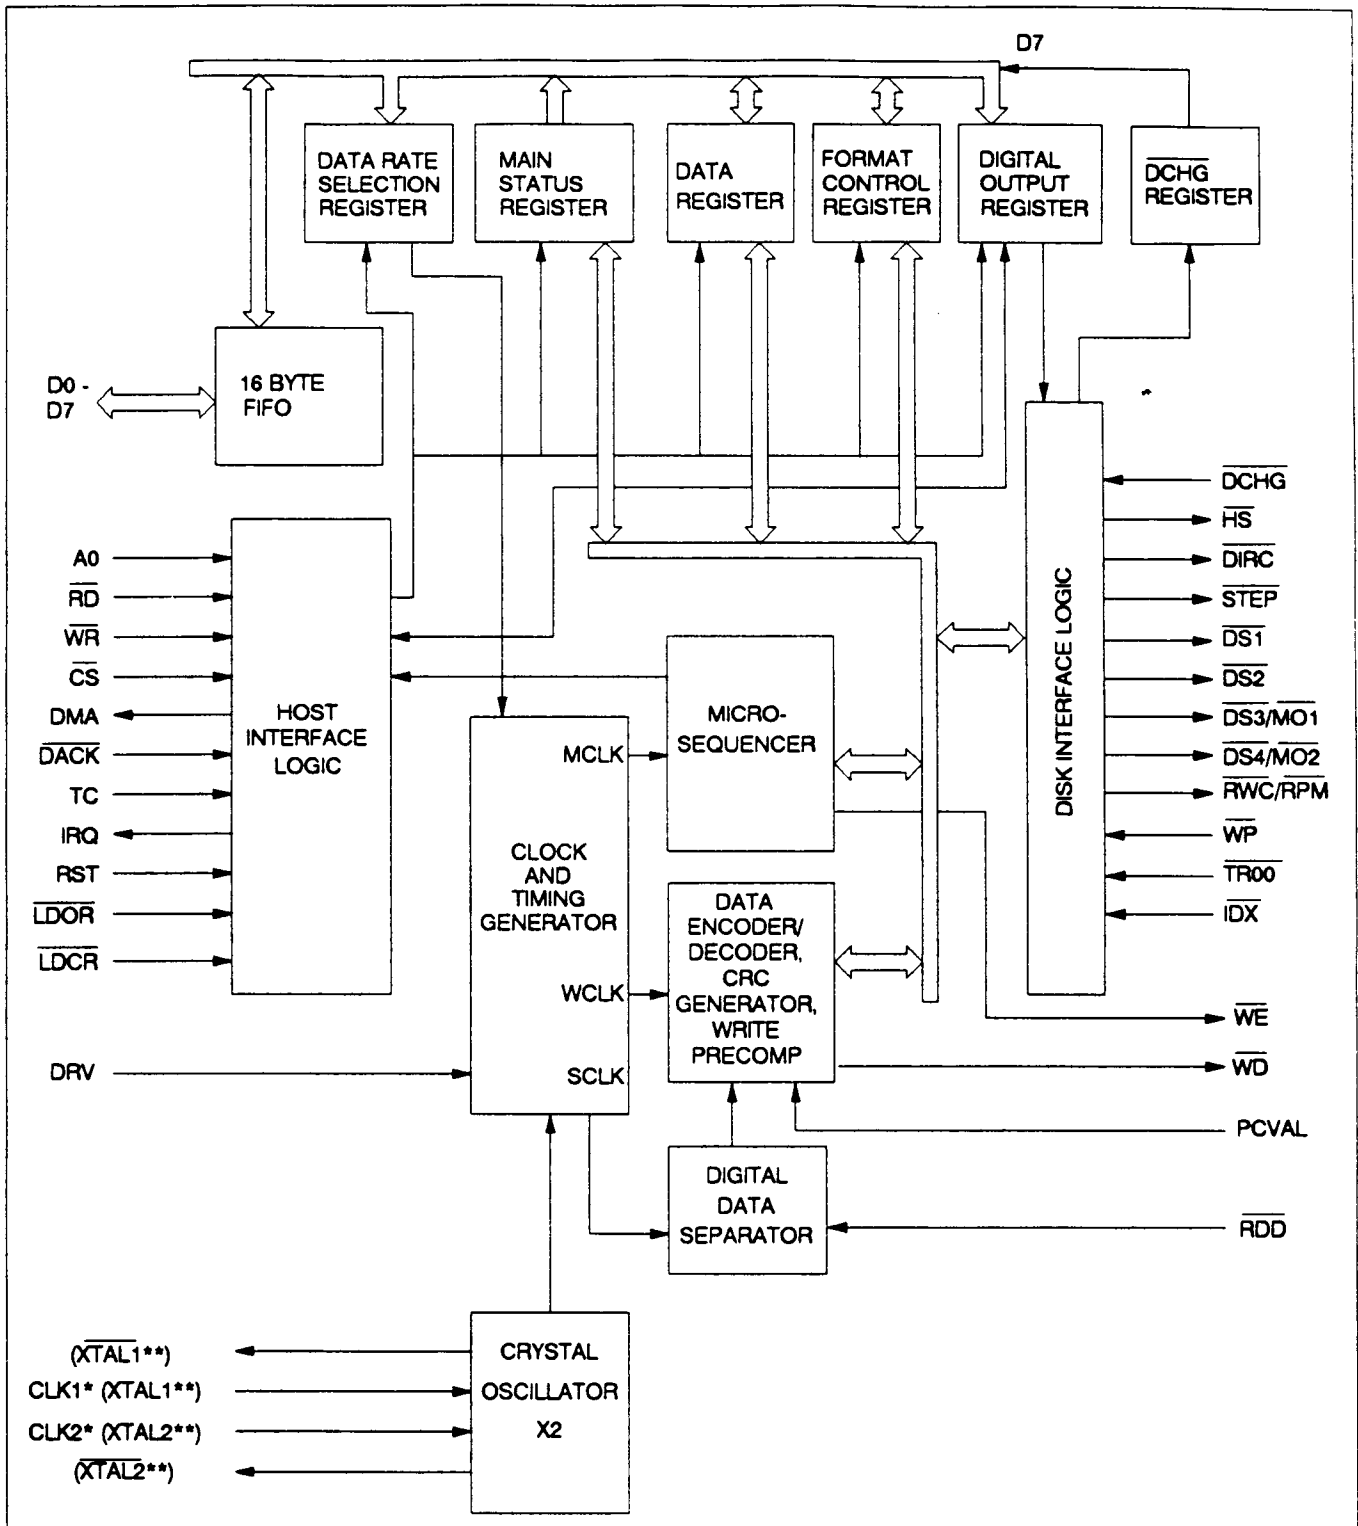 D7
DATA RATE
SELECTION
REGISTER
MAIN
STATUS
REGISTER
DATA
REGISTER
FORMAT
CONTROL
REGISTER
DIGITAL
OUTPUT
REGISTER
DCHG
REGISTER
D0 -
D7
16 BYTE
FIFO
A0
RD
WR
CS
DMA
DACK
TC
IRQ
RST
LDOR
LDCR
HOST
INTERFACE
LOGIC
DRV
MCLK
CLOCK
AND
TIMING
GENERATOR
WCLK
SCLK
MICRO-
SEQUENCER
DATA
ENCODER/
DECODER,
CRC
GENERATOR,
WRITE
PRECOMP
DIGITAL
DATA
SEPARATOR
DISK INTERFACE LOGIC
DCHG
HS
DIRC
STEP
DS1
DS2
DS3/MO1
DS4/MO2
RWC/RPM
WP
TR00
IDX
WE
WD
PCVAL
RDD
(XTAL1**)
CLK1* (XTAL1**)
CLK2* (XTAL2**)
(XTAL2**)
CRYSTAL
OSCILLATOR
X2